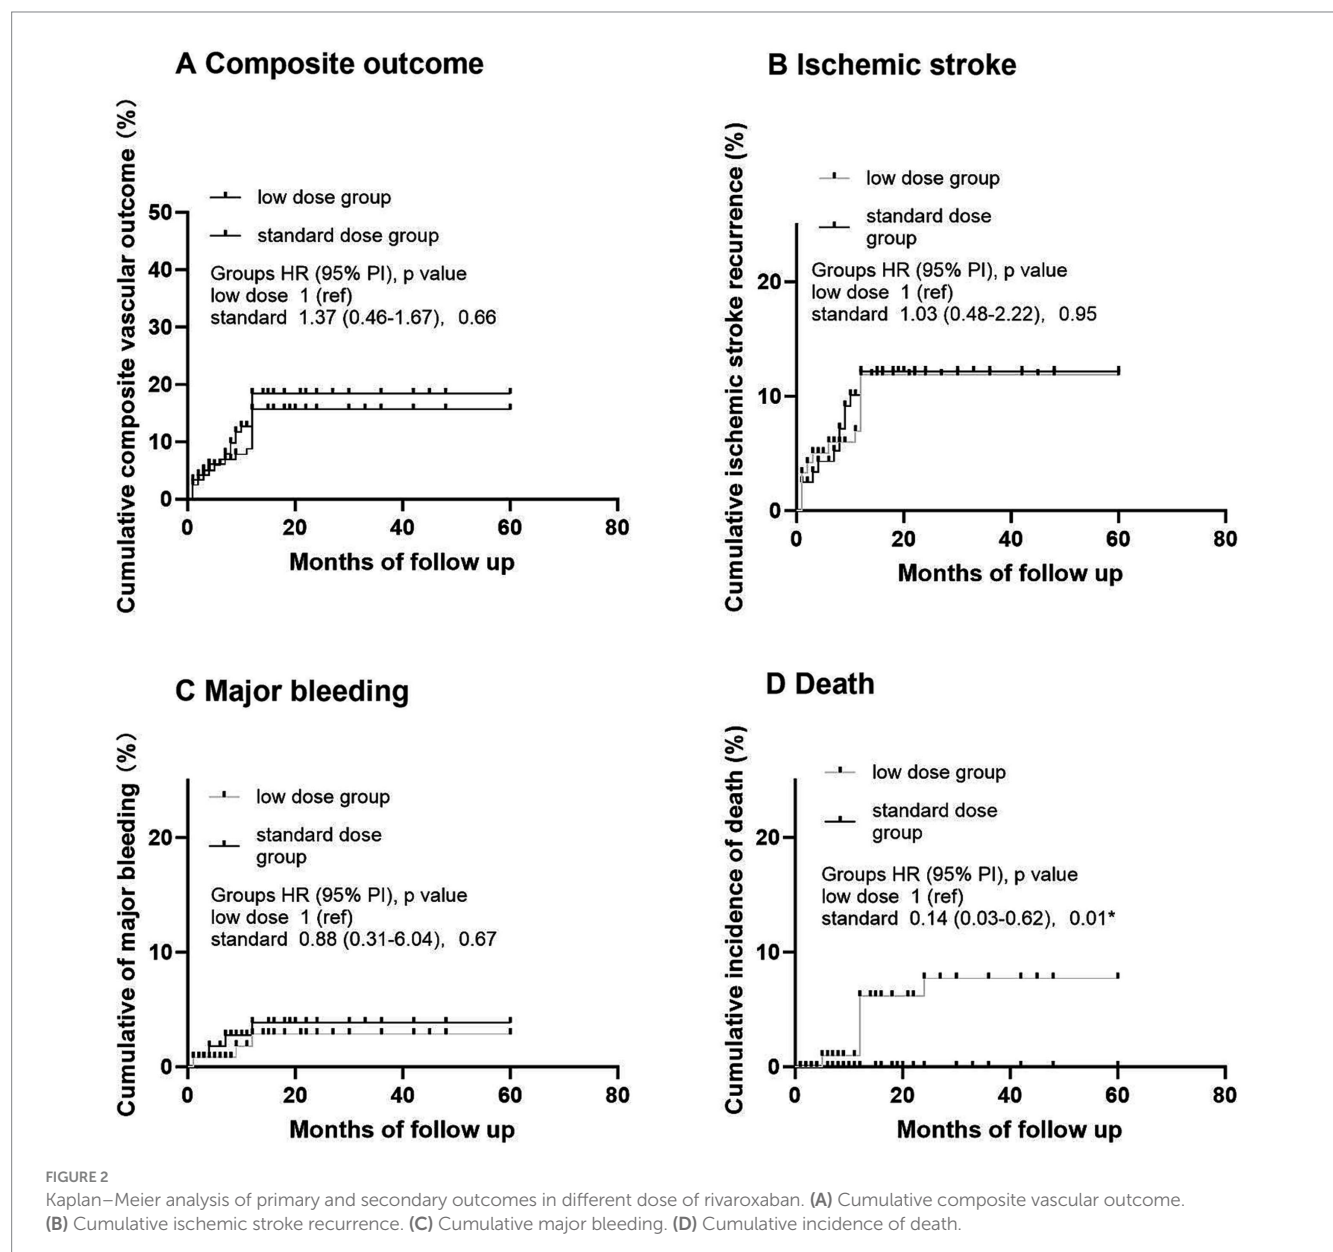 A Composite outcome
Cumulative composite vascular outcome (%)
low dose group
standard dose group
Groups HR (95% PI), p value
low dose 1 (ref)
standard 1.37 (0.46-1.67), 0.66
50
40
30
20
10
0
0 20 40 60 80
Months of follow up
B Ischemic stroke
Cumulative ischemic stroke recurrence (%)
low dose group
standard dose
group
Groups HR (95% PI), p value
low dose 1 (ref)
standard 1.03 (0.48-2.22), 0.95
20
10
0
0 20 40 60 80
Months of follow up
C Major bleeding
Cumulative of major bleeding (%)
low dose group
standard dose
group
Groups HR (95% PI), p value
low dose 1 (ref)
standard 0.88 (0.31-6.04), 0.67
20
10
0
0 20 40 60 80
Months of follow up
D Death
Cumulative incidence of death (%)
low dose group
standard dose
group
Groups HR (95% PI), p value
low dose 1 (ref)
standard 0.14 (0.03-0.62), 0.01*
20
10
0
0 20 40 60 80
Months of follow up
FIGURE 2
Kaplan–Meier analysis of primary and secondary outcomes in different dose of rivaroxaban. (A) Cumulative composite vascular outcome.
(B) Cumulative ischemic stroke recurrence. (C) Cumulative major bleeding. (D) Cumulative incidence of death.